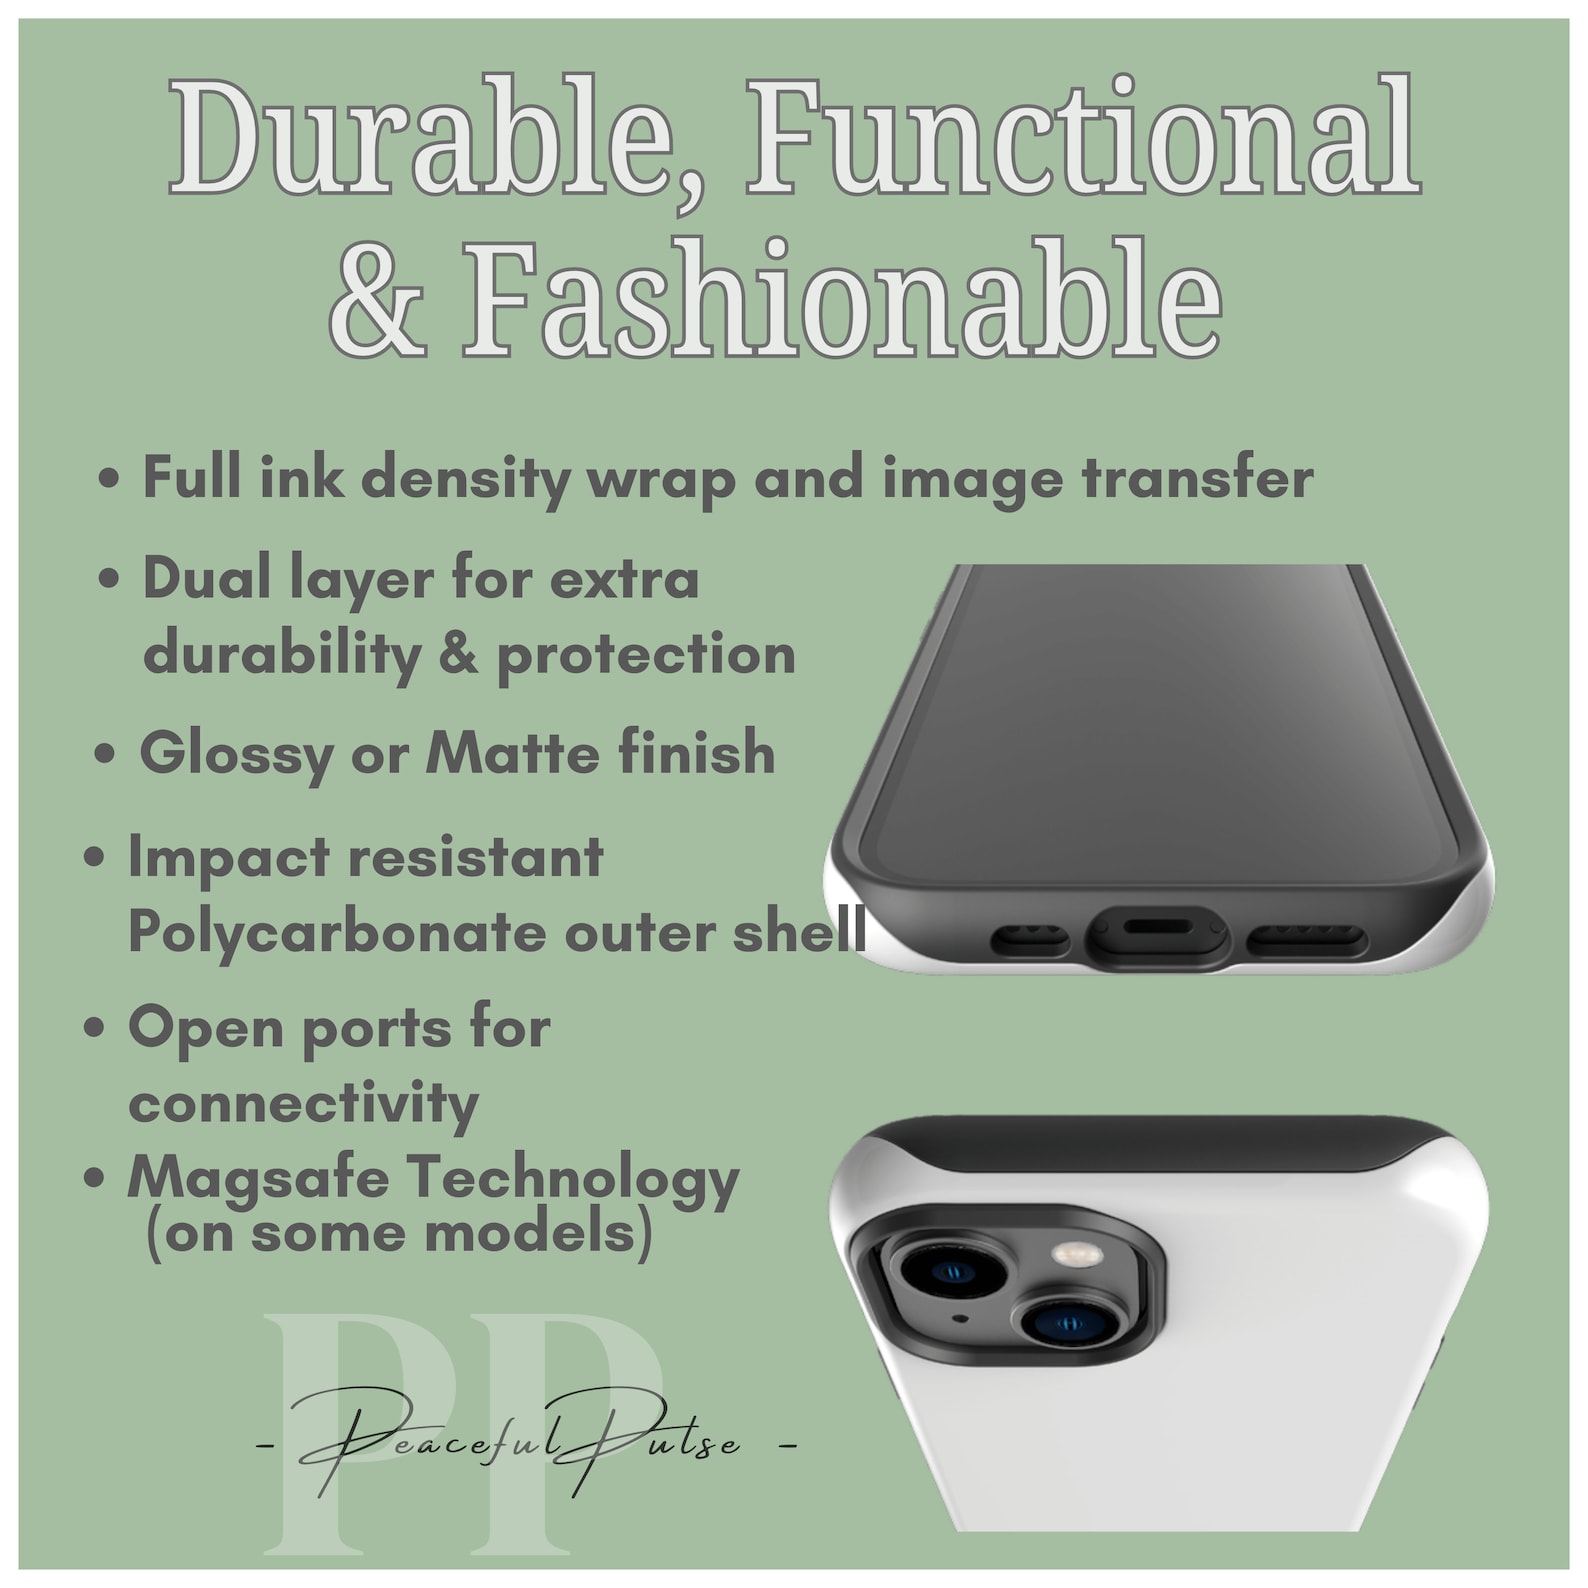 Durable, Functional
& Fashionable
• Full ink density wrap and image transfer
• Dual layer for extra
durability & protection
• Glossy or Matte finish
• Impact resistant
Polycarbonate outer shell
• Open ports for
connectivity
• Magsafe Technology
(on some models)
PP
- PeacefulPulse -